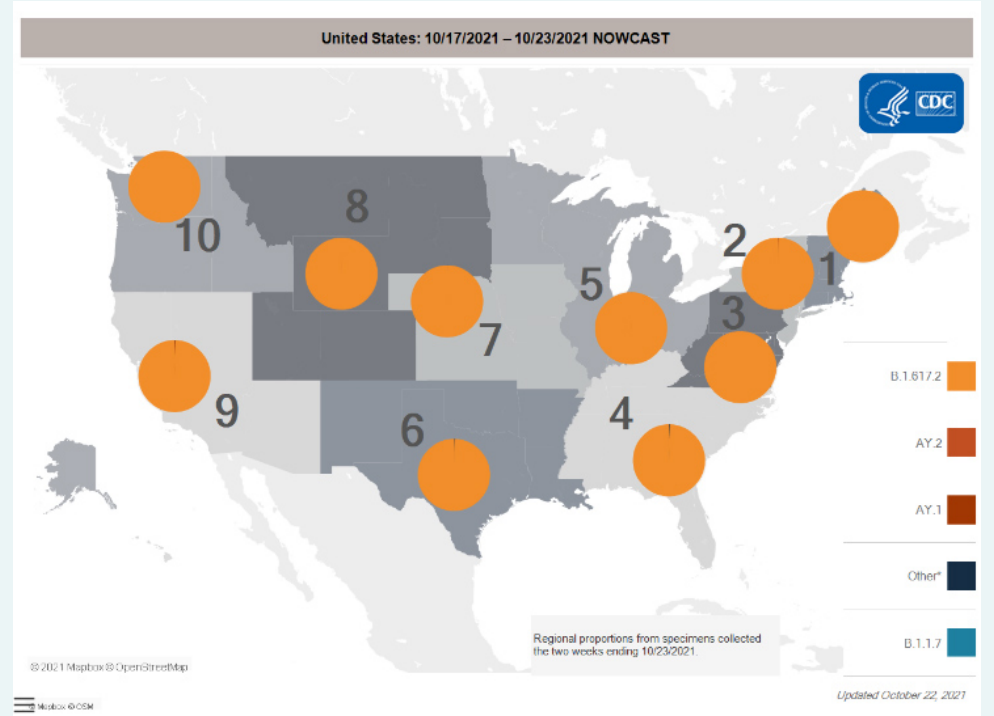 United States: 10/17/2021 – 10/23/2021 NOWCAST
CDC
8
10
2
1
5
3
7
9
4
6
B.1.617.2
AY.2
AY.1
Other*
B.1.1.7
Regional proportions from specimens collected
the two weeks ending 10/23/2021.
© 2021 Mapbox © OpenStreetMap
Updated October 22, 2021
© Mapbox © OSM